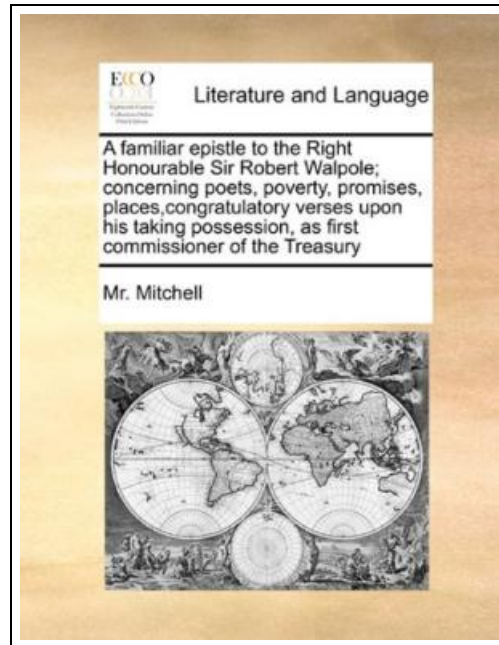 ECCO
Literature and Language
A familiar epistle to the Right
Honourable Sir Robert Walpole;
concerning poets, poverty, promises,
places,congratulatory verses upon
his taking possession, as first
commissioner of the Treasury
Mr. Mitchell